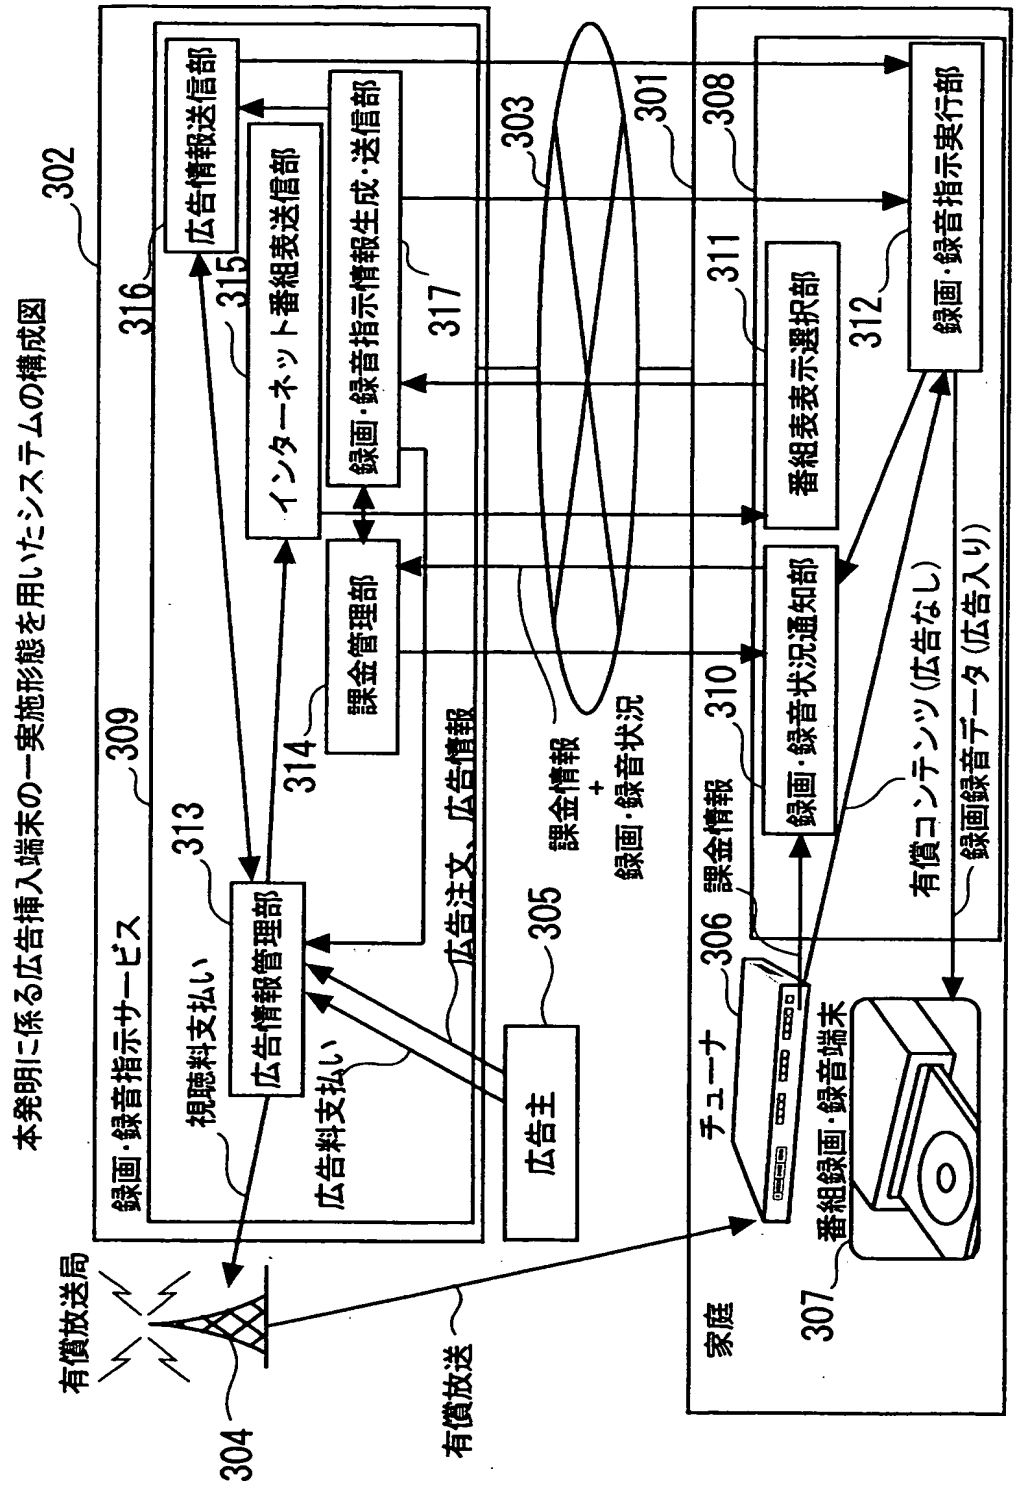 本発明に係る広告挿入端末の一実施形態を用いたシステムの構成図
302
録画・録音指示サービス
309
316
広告情報送信部
315
インターネット番組表送信部
録画・録音指示情報生成・送信部
317
313
広告情報管理部
314
課金管理部
視聴料支払い
広告料支払い
広告注文、広告情報
有償放送局
304
305
広告主
303
課金情報
+
録画・録音状況
有償放送
301
308
家庭
チューナ
306
課金情報
310
録画・録音状況通知部
311
番組表表示選択部
312
録画・録音指示実行部
有償コンテンツ(広告なし)
録画録音データ(広告入り)
番組録画・録音端末
307